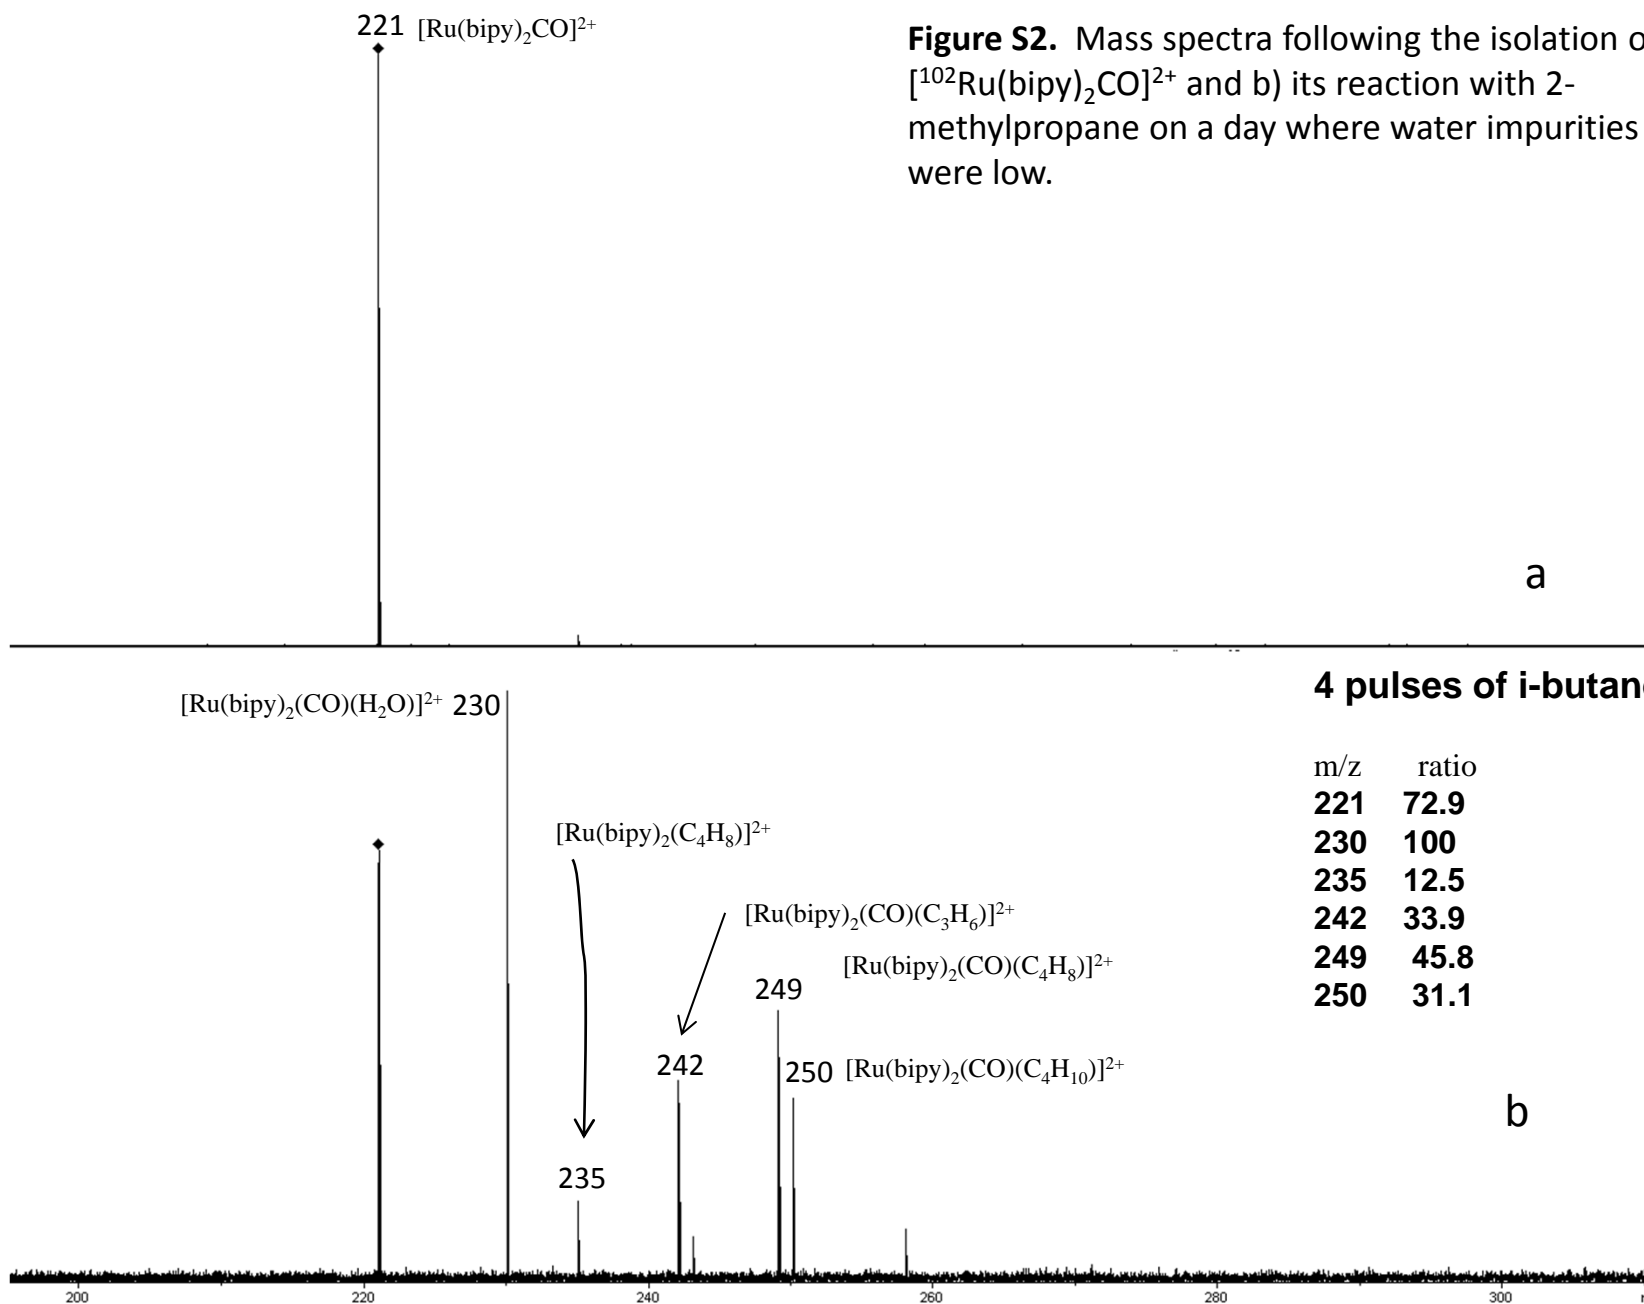 221 [Ru(bipy)₂CO]²⁺
Figure S2. Mass spectra following the isolation o
[¹⁰²Ru(bipy)₂CO]²⁺ and b) its reaction with 2-
methylpropane on a day where water impurities
were low.
a
[Ru(bipy)₂(CO)(H₂O)]²⁺ 230
4 pulses of i-butan
m/z ratio
221 72.9
230 100
235 12.5
242 33.9
249 45.8
250 31.1
[Ru(bipy)₂(C₄H₈)]²⁺
[Ru(bipy)₂(CO)(C₃H₆)]²⁺
[Ru(bipy)₂(CO)(C₄H₈)]²⁺
249
242
250 [Ru(bipy)₂(CO)(C₄H₁₀)]²⁺
b
235
200 220 240 260 280 300